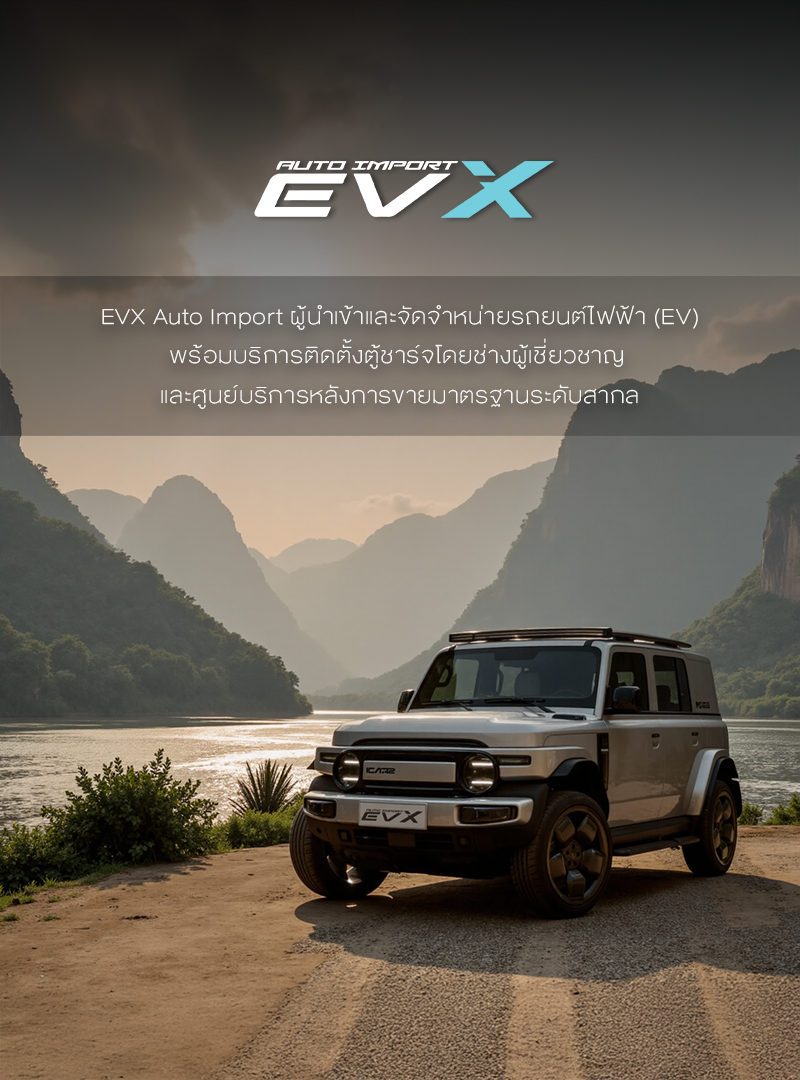 AUTO IMPORT
EVX
EVX Auto Import ผู้นำเข้าและจัดจำหน่ายรถยนต์ไฟฟ้า (EV)
พร้อมบริการติดตั้งตู้ชาร์จโดยช่างผู้เชี่ยวชาญ
และศูนย์บริการหลังการขายมาตรฐานระดับสากล
AUTO IMPORT
EVX